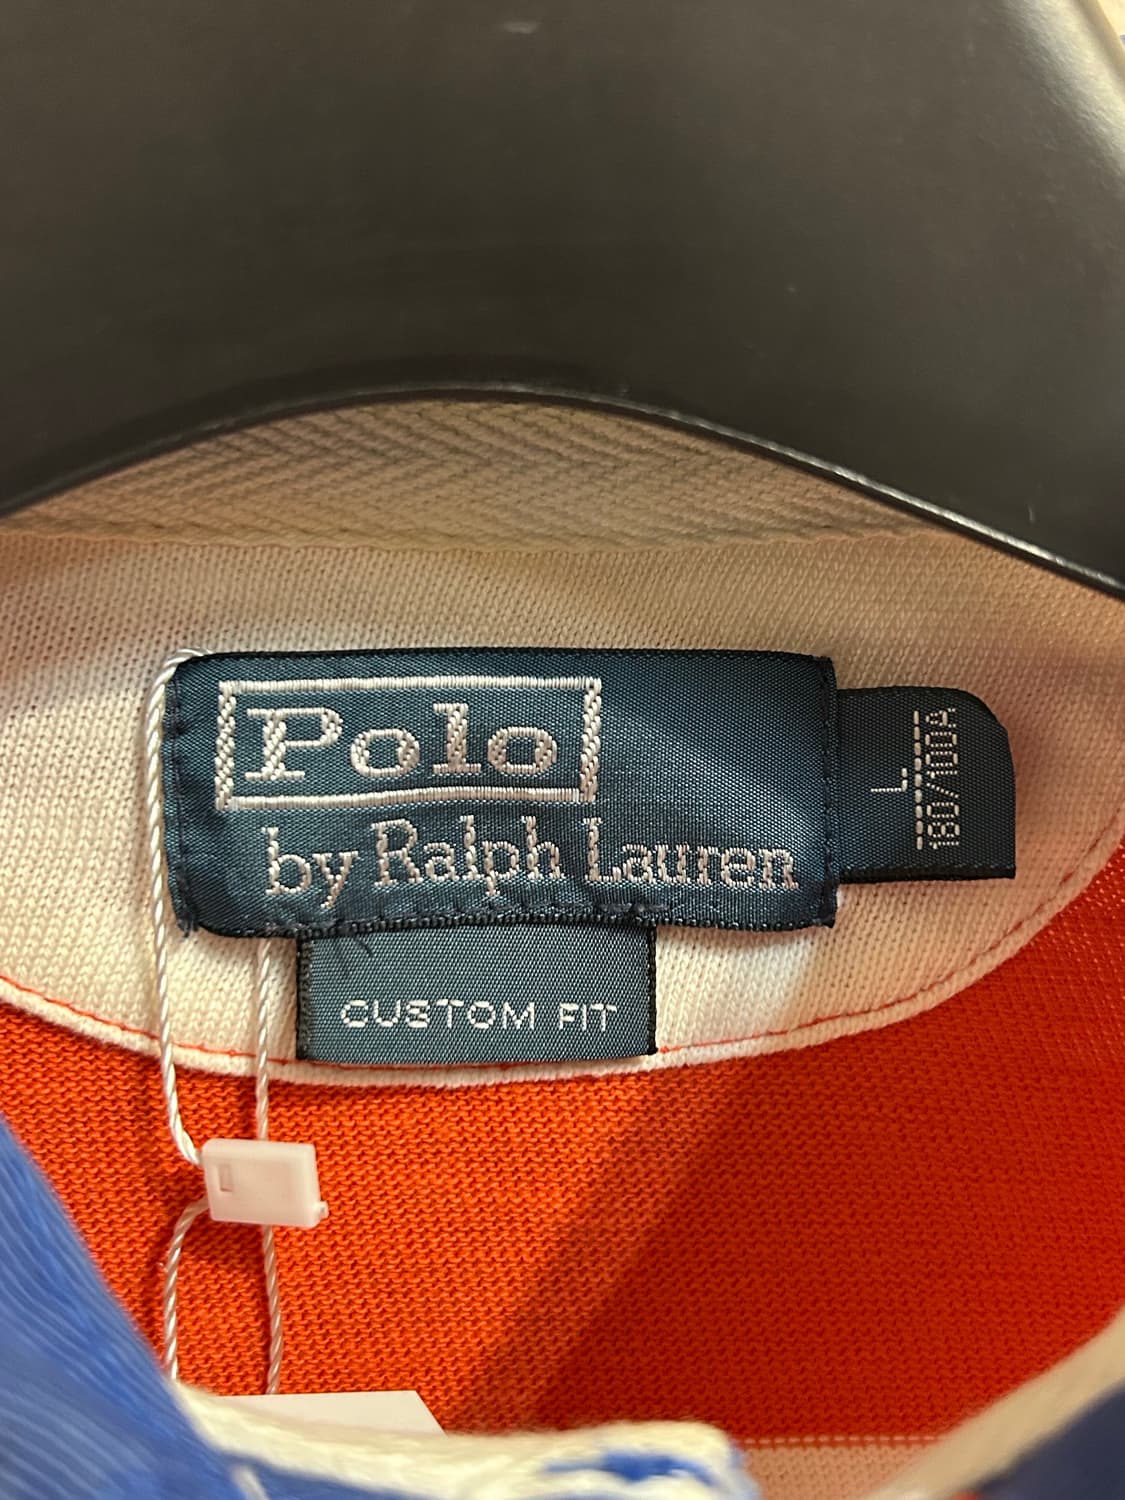 Polo
by Ralph Lauren
L
180/100A
CUSTOM FIT